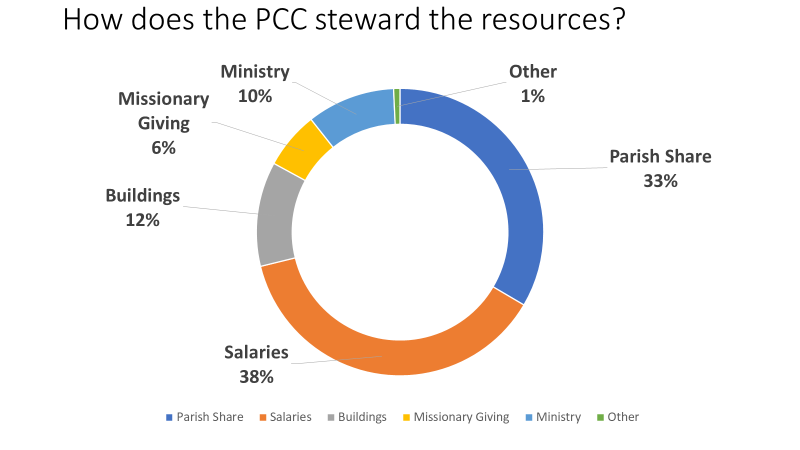 How does the PCC steward the resources?
Other
1%
Parish Share
33%
Salaries
38%
Buildings
12%
Missionary
Giving
6%
Ministry
10%
Parish Share Salaries Buildings Missionary Giving Ministry Other